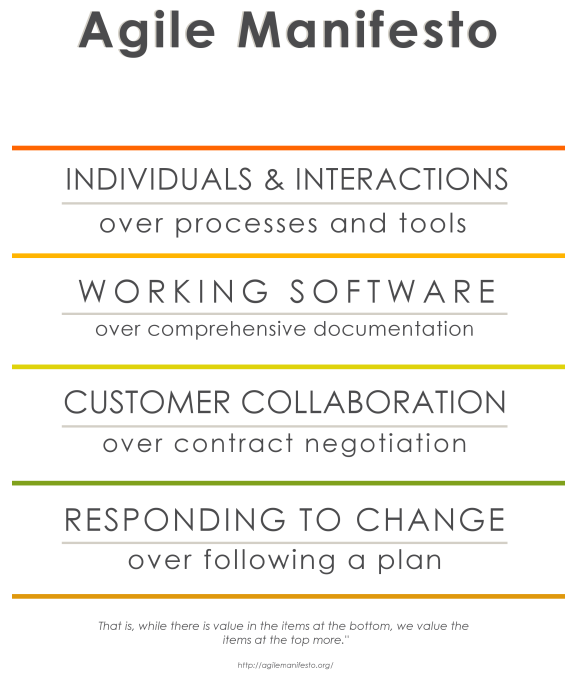 Agile Manifesto
INDIVIDUALS & INTERACTIONS
over processes and tools
WORKING SOFTWARE
over comprehensive documentation
CUSTOMER COLLABORATION
over contract negotiation
RESPONDING TO CHANGE
over following a plan
That is, while there is value in the items at the bottom, we value the
items at the top more."
http://agilemanifesto.org/